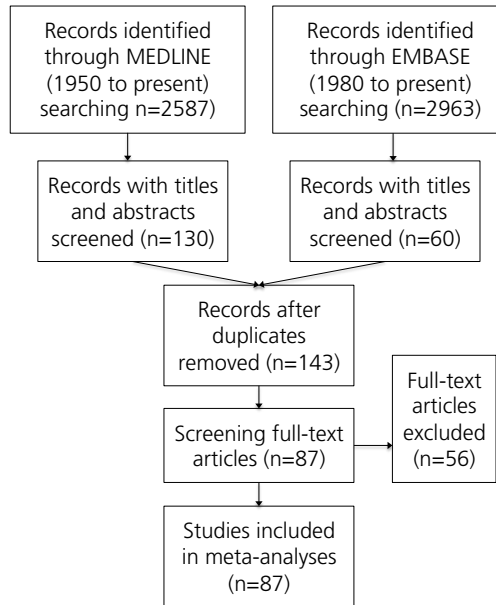 Records identified
through MEDLINE
(1950 to present)
searching n=2587)
Records identified
through EMBASE
(1980 to present)
searching (n=2963)
Records with titles
and abstracts
screened (n=130)
Records with titles
and abstracts
screened (n=60)
Records after
duplicates
removed (n=143)
Full-text
articles
excluded
(n=56)
Screening full-text
articles (n=87)
Studies included
in meta-analyses
(n=87)